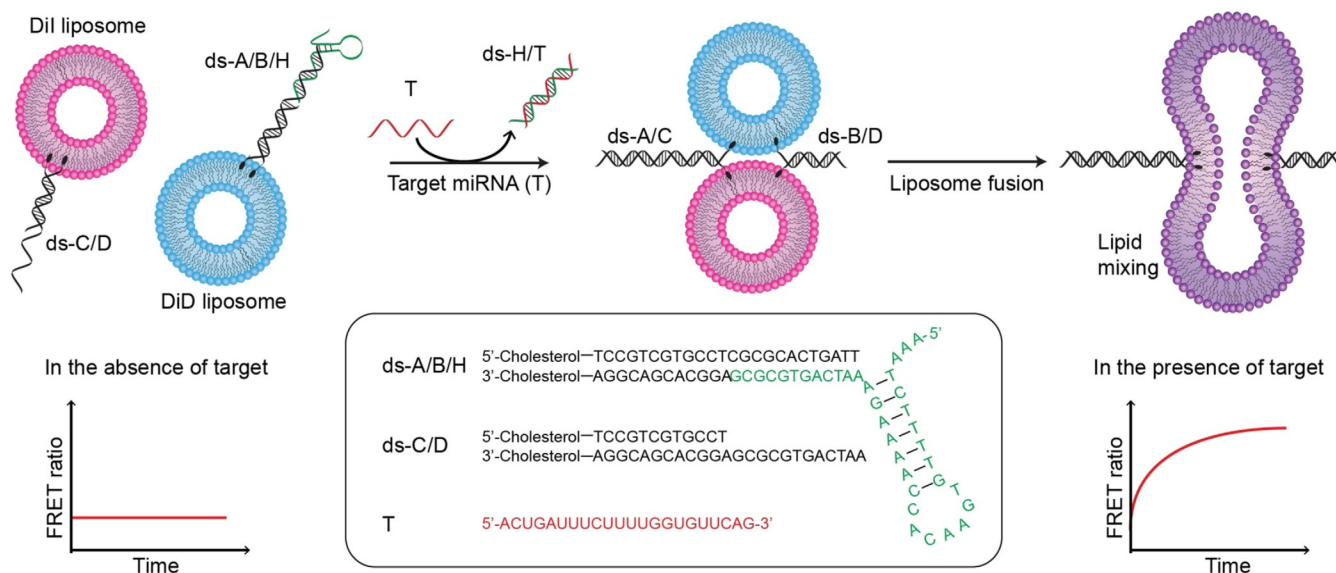 DiI liposome
ds-A/B/H
ds-C/D
DiD liposome
T
Target miRNA (T)
ds-H/T
ds-A/C
ds-B/D
Liposome fusion
Lipid
mixing
In the absence of target
FRET ratio
Time
ds-A/B/H
5'-Cholesterol—TCCGTCGTGCCTCGCGCACTGATT
3'-Cholesterol—AGGCAGCACGGAGCGCGTGACTAA
AGAAAACCACAAGTGTTTTCTAAA-5'
ds-C/D
5'-Cholesterol—TCCGTCGTGCCT
3'-Cholesterol—AGGCAGCACGGAGCGCGTGACTAA
T
5'-ACUGAUUUCUUUUGGUGUUCAG-3'
In the presence of target
FRET ratio
Time